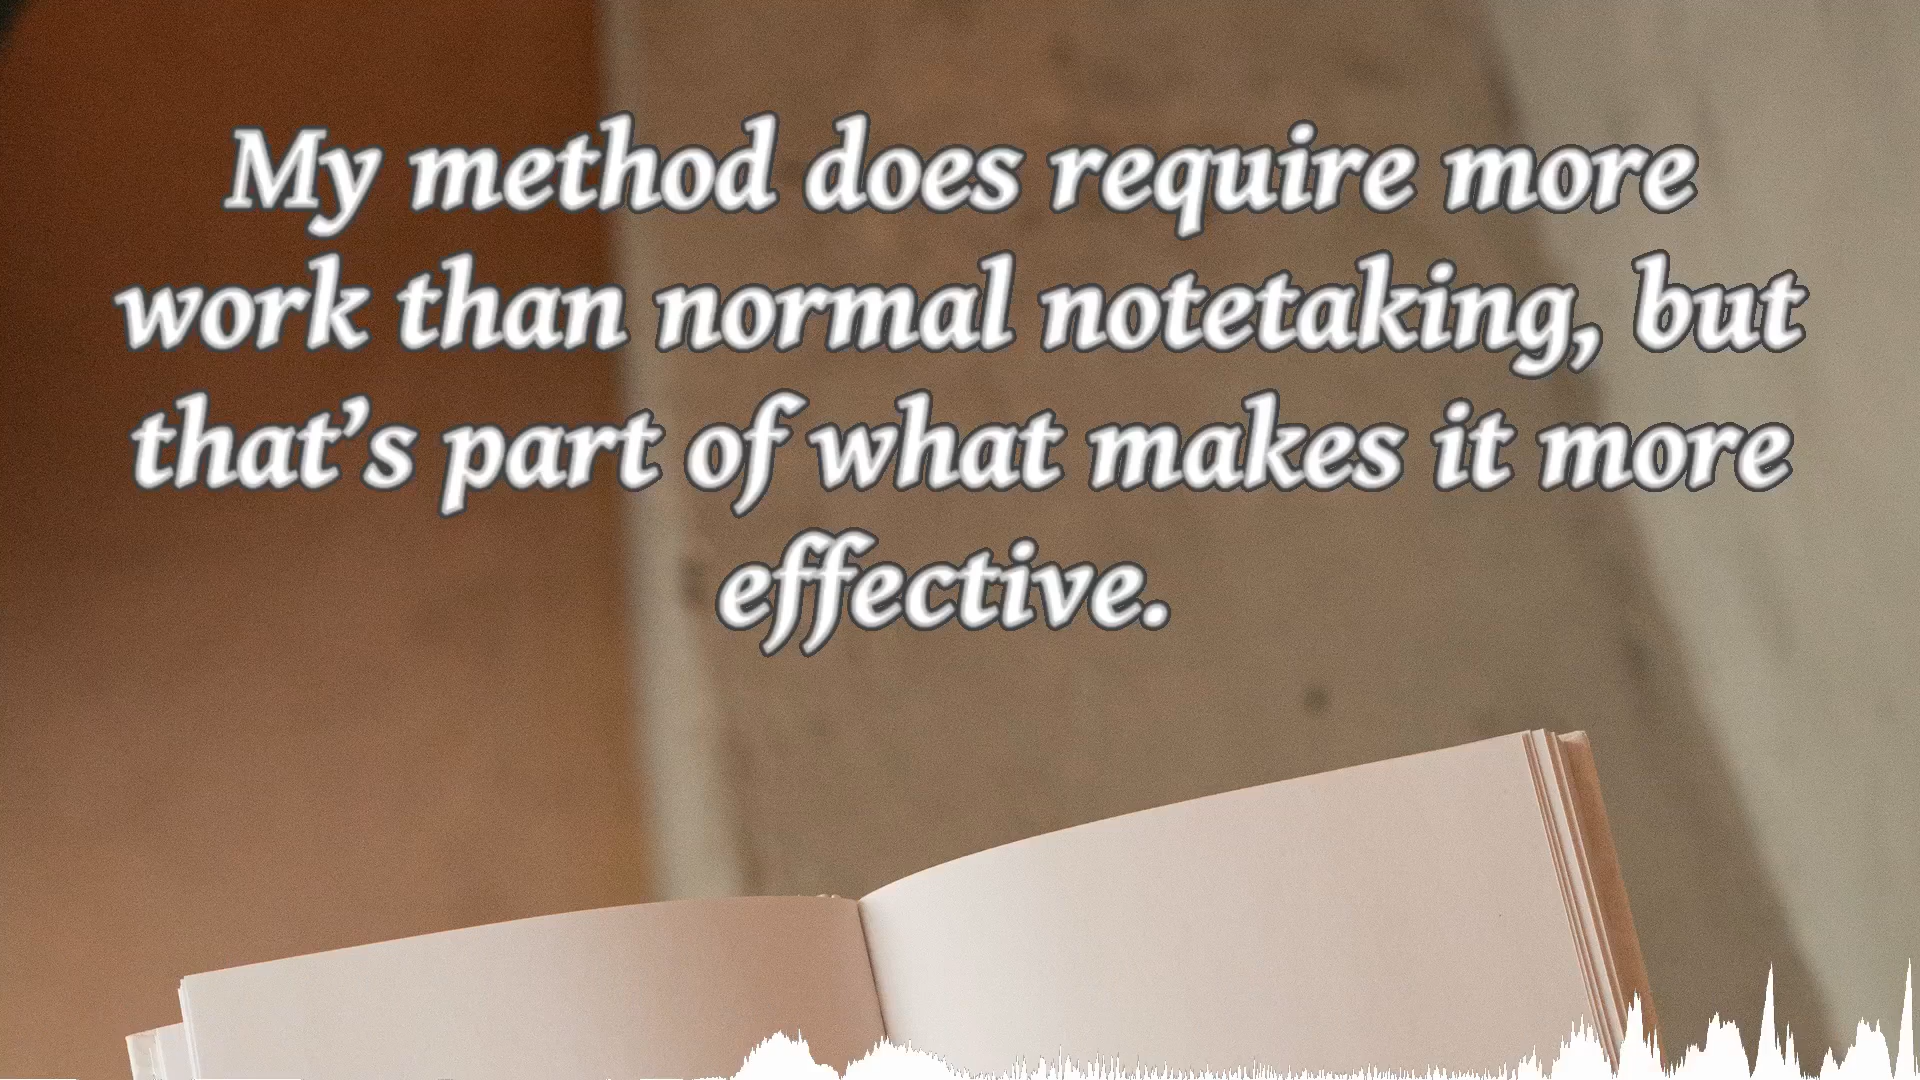 My method does require more
work than normal notetaking, but
that’s part of what makes it more
effective.